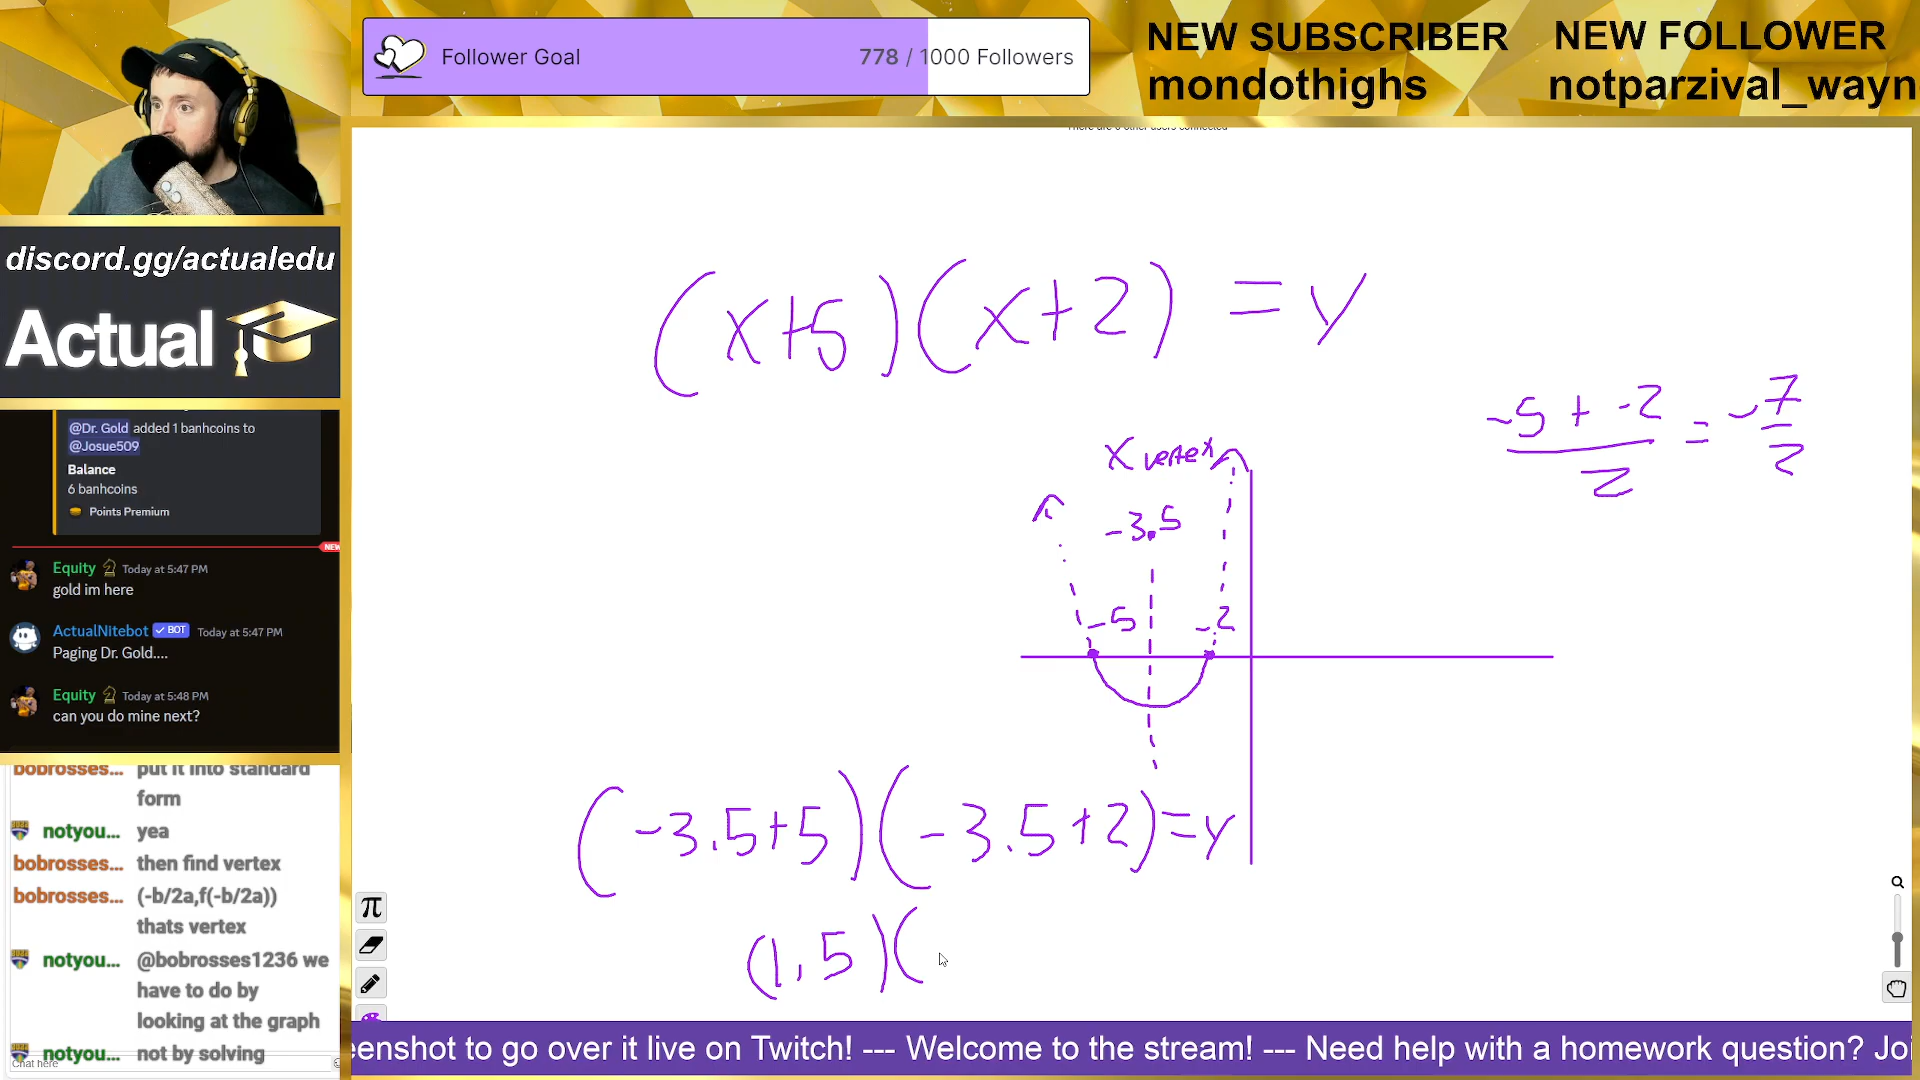 Follower Goal
778 / 1000 Followers
NEW SUBSCRIBER
mondothighs
NEW FOLLOWER
notparzival_wayn
discord.gg/actualedu
Actual
@Dr. Gold added 1 banhcoins to
@Josue509
Balance
6 banhcoins
Points Premium
NEW
Equity Today at 5:47 PM
gold im here
ActualNitebot ✓ BOT Today at 5:47 PM
Paging Dr. Gold....
Equity Today at 5:48 PM
can you do mine next?
bobrosses... put it into standard
form
notyou... yea
bobrosses... then find vertex
bobrosses... (-b/2a,f(-b/2a))
thats vertex
notyou... @bobrosses1236 we
have to do by
looking at the graph
notyou... not by solving
Chat here
(x+5)(x+2) = y
-5 + -2 = -7
2 2
X vertex
-3.5
-5 -2
(-3.5+5)(-3.5+2)=y
(1.5)(
π
eenshot to go over it live on Twitch! --- Welcome to the stream! --- Need help with a homework question? Joi